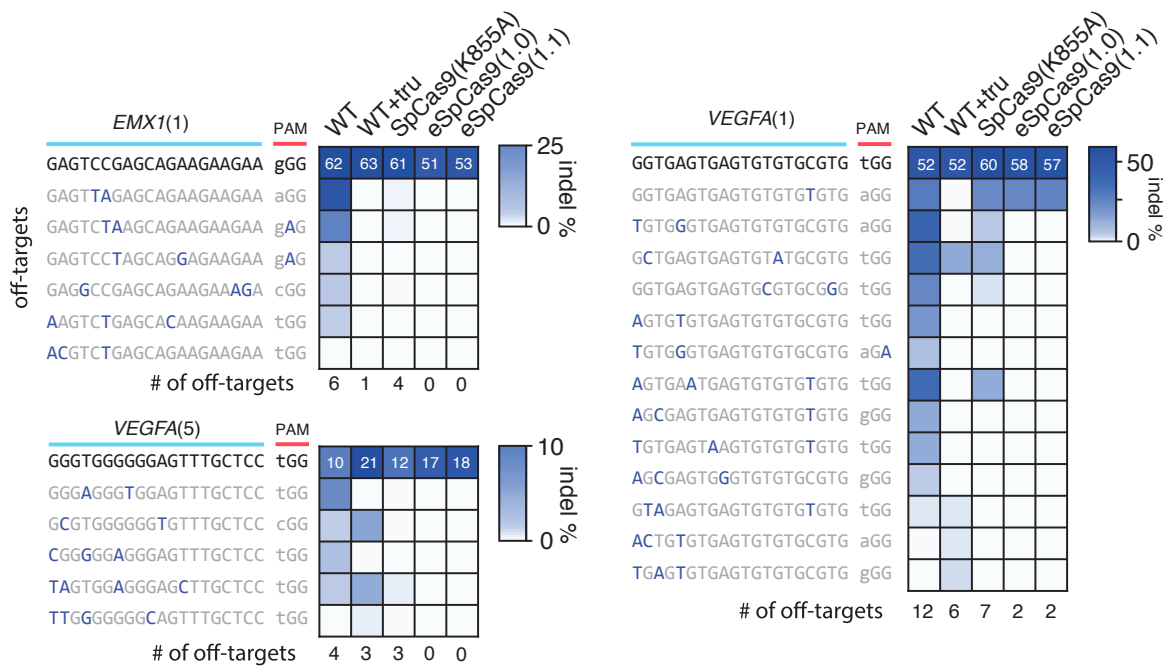 EMX1(1)
PAM
WT
WT+tru
SpCas9(K855A)
eSpCas9(1.0)
eSpCas9(1.1)
off-targets
GAGTCCGAGCAGAAGAAGAA gGG 62 63 61 51 53
GAGTTAGAGCAGAAGAAGAA aGG
GAGTCTAAGCAGAAGAAGAA gAG
GAGTCCTAGCAGGAGAAGAA gAG
GAGGCCGAGCAGAAGAAAGA cGG
AAGTCTGAGCACAAGAAGAA tGG
ACGTCTGAGCAGAAGAAGAA tGG
# of off-targets 6 1 4 0 0
25
0
indel %
VEGFA(5)
PAM
GGGTGGGGGGAGTTTGCTCC tGG 10 21 12 17 18
GGGAGGGTGGAGTTTGCTCC tGG
GCGTGGGGGGTGTTTGCTCC cGG
CGGGGGAGGGAGTTTGCTCC tGG
TAGTGGAGGGAGCTTGCTCC tGG
TTGGGGGGGCAGTTTGCTCC tGG
# of off-targets 4 3 3 0 0
10
0
indel %
VEGFA(1)
PAM
WT
WT+tru
SpCas9(K855A)
eSpCas9(1.0)
eSpCas9(1.1)
GGTGAGTGAGTGTGTGCGTG tGG 52 52 60 58 57
GGTGAGTGAGTGTGTGTGTG aGG
TGTGGGTGAGTGTGTGCGTG aGG
GCTGAGTGAGTGTATGCGTG tGG
GGTGAGTGAGTGCGTGCGGG tGG
AGTGTGTGAGTGTGTGCGTG tGG
TGTGGGTGAGTGTGTGCGTG aGA
AGTGAATGAGTGTGTGTGTG tGG
AGCGAGTGAGTGTGTGTGTG gGG
TGTGAGTAAGTGTGTGTGTG tGG
AGCGAGTGGGTGTGTGCGTG gGG
GTAGAGTGAGTGTGTGTGTG tGG
ACTGTGTGAGTGTGTGCGTG aGG
TGAGTGTGAGTGTGTGCGTG gGG
# of off-targets 12 6 7 2 2
50
0
indel %